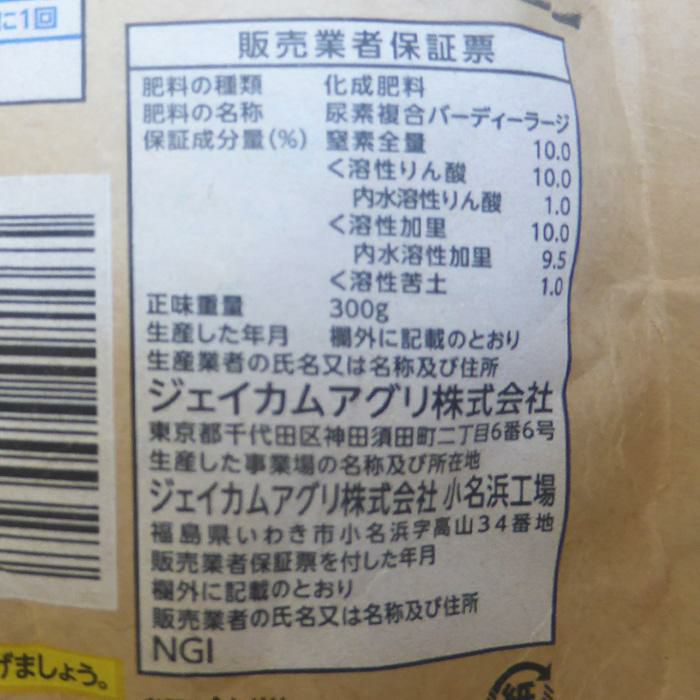 に1回
販売業者保証票
肥料の種類 化成肥料
肥料の名称 尿素複合バーディーラージ
保証成分量(%) 窒素全量 10.0
く溶性りん酸 10.0
内水溶性りん酸 1.0
く溶性加里 10.0
内水溶性加里 9.5
く溶性苦土 1.0
正味重量 300g
生産した年月 欄外に記載のとおり
生産業者の氏名又は名称及び住所
ジェイカムアグリ株式会社
東京都千代田区神田須田町二丁目6番6号
生産した事業場の名称及び所在地
ジェイカムアグリ株式会社 小名浜工場
福島県いわき市小名浜字高山34番地
販売業者保証票を付した年月
欄外に記載のとおり
販売業者の氏名又は名称及び住所
NGI
げましょう。